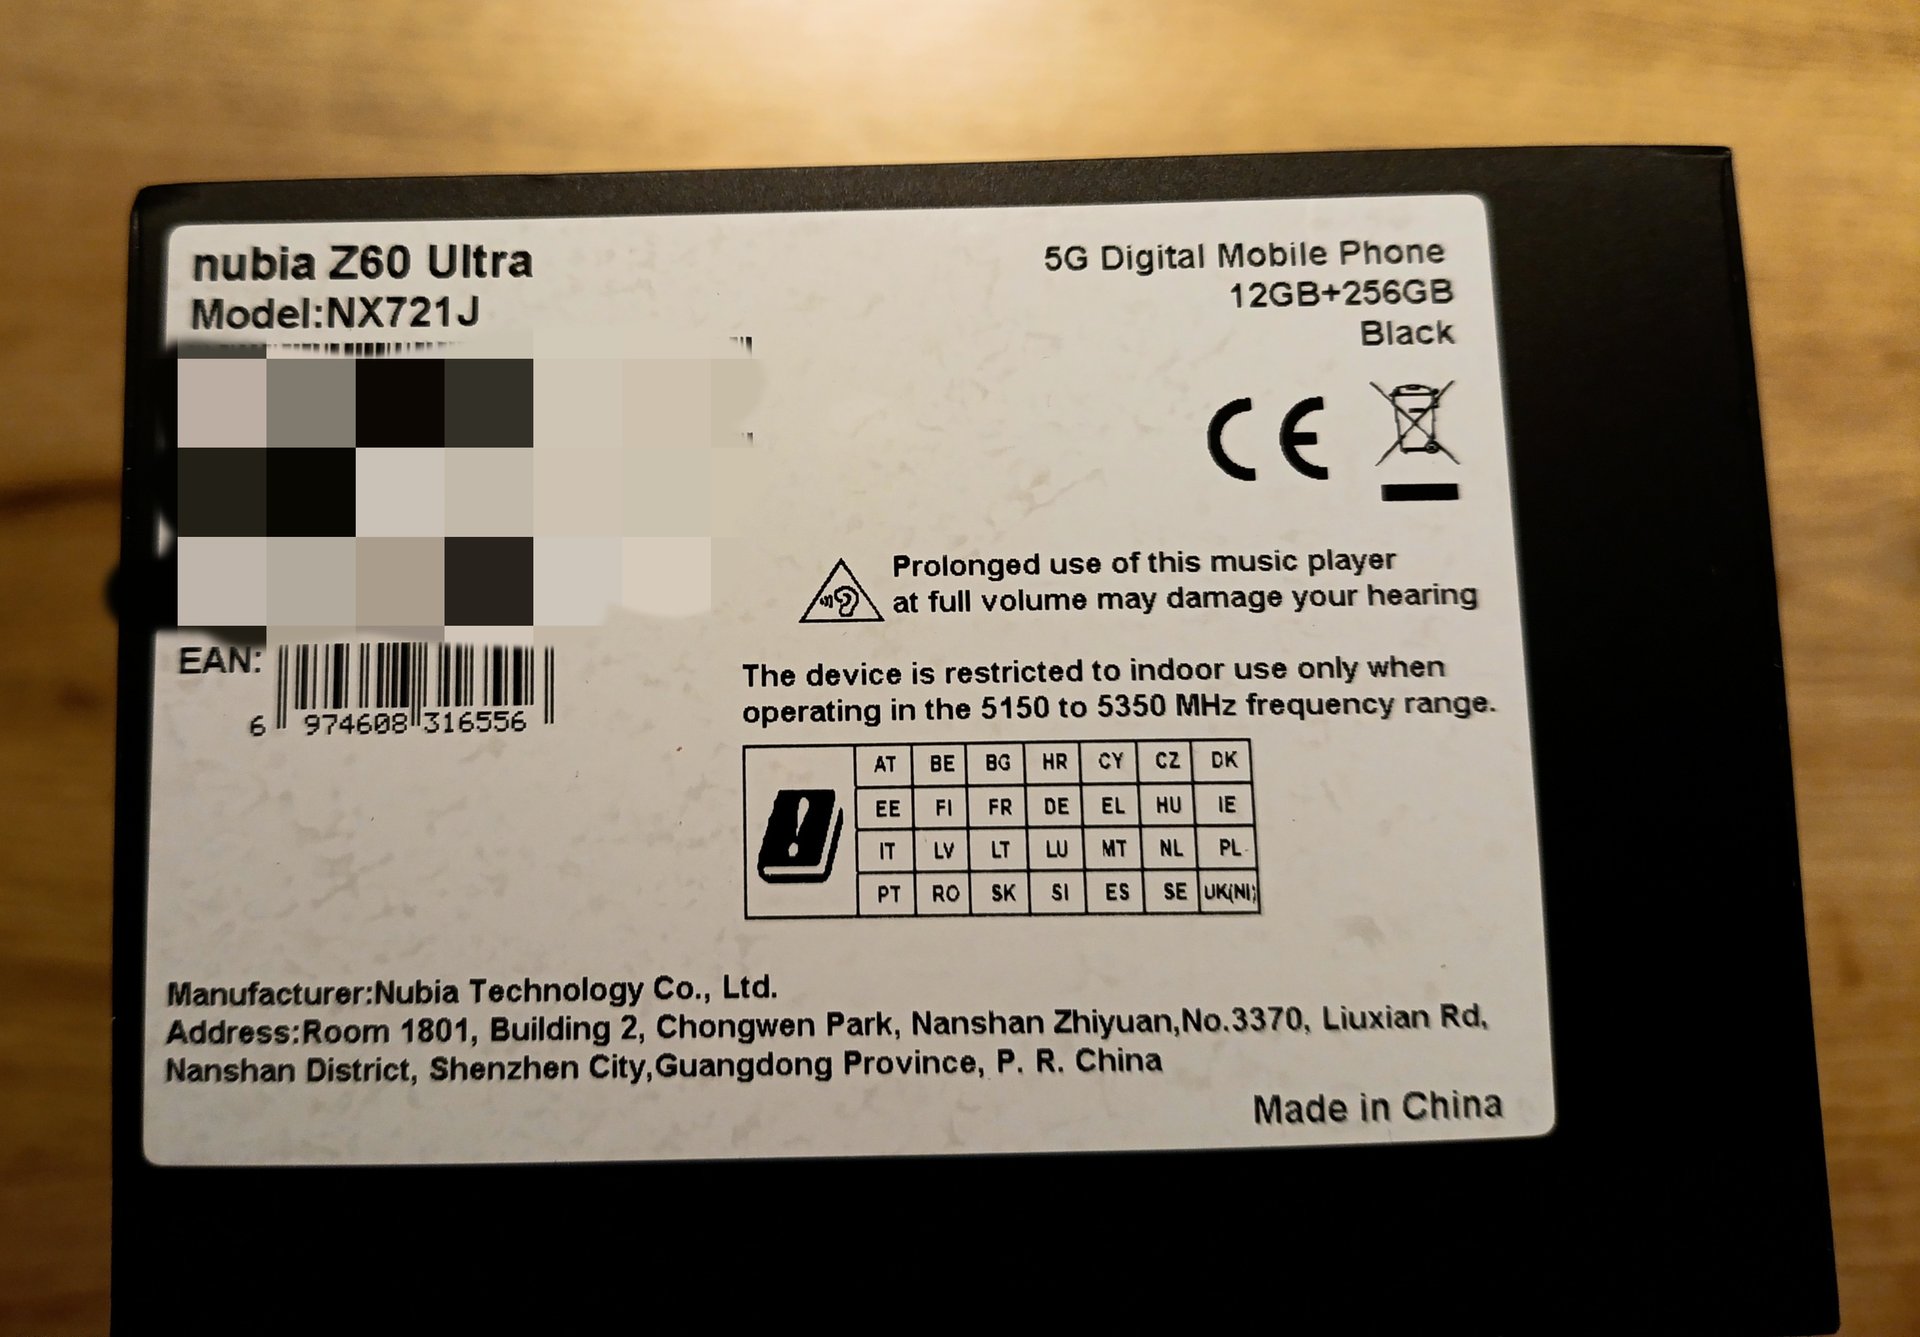 nubia Z60 Ultra
Model:NX721J
5G Digital Mobile Phone
12GB+256GB
Black
CE
Prolonged use of this music player
at full volume may damage your hearing
EAN:
6 974608 316556
The device is restricted to indoor use only when
operating in the 5150 to 5350 MHz frequency range.
AT BE BG HR CY CZ DK
EE FI FR DE EL HU IE
IT LV LT LU MT NL PL
PT RO SK SI ES SE UK(NI)
Manufacturer:Nubia Technology Co., Ltd.
Address:Room 1801, Building 2, Chongwen Park, Nanshan Zhiyuan,No.3370, Liuxian Rd,
Nanshan District, Shenzhen City,Guangdong Province, P. R. China
Made in China